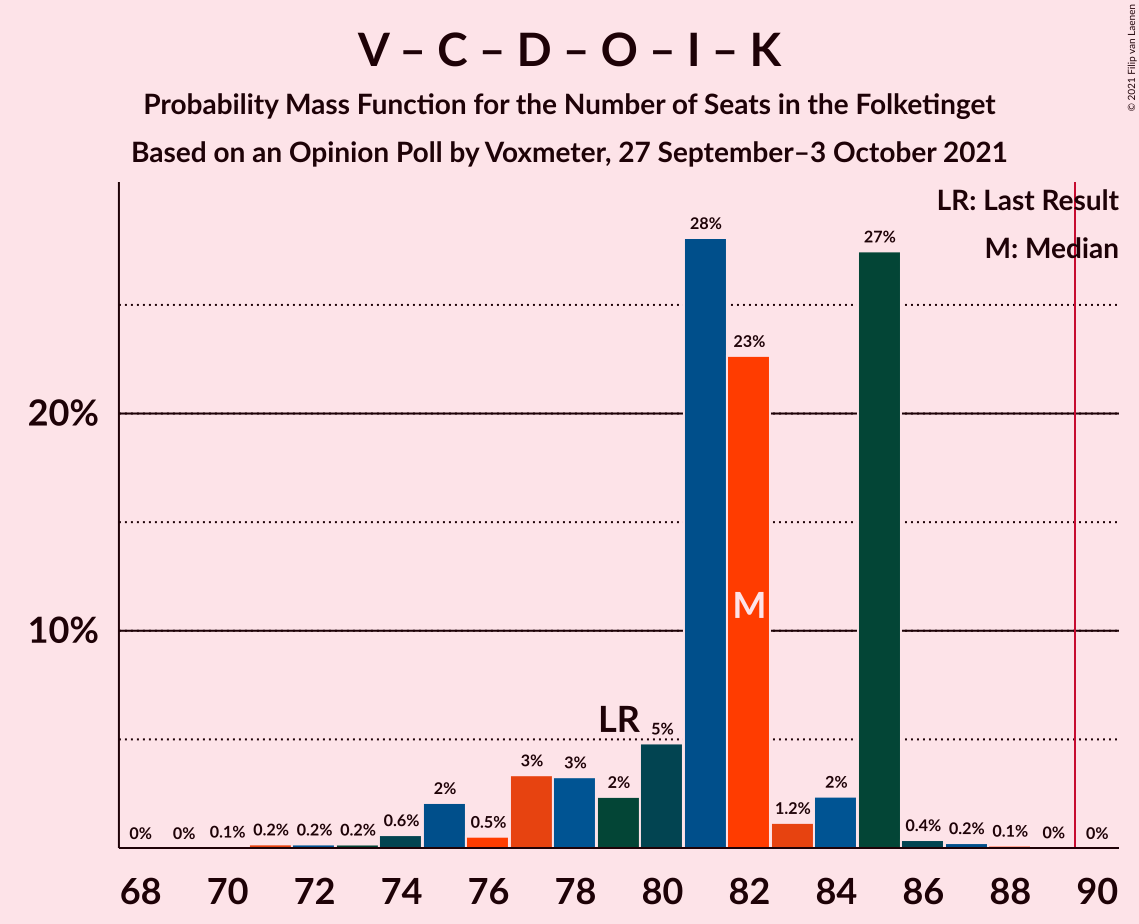 V – C – D – O – I – K
Probability Mass Function for the Number of Seats in the Folketinget
Based on an Opinion Poll by Voxmeter, 27 September–3 October 2021
© 2021 Filip van Laenen
LR: Last Result
M: Median
20%
10%
0%
0%
0.1%
0.2%
0.2%
0.2%
0.6%
2%
0.5%
3%
3%
2%
5%
28%
23%
1.2%
2%
27%
0.4%
0.2%
0.1%
0%
0%
LR
M
68 70 72 74 76 78 80 82 84 86 88 90